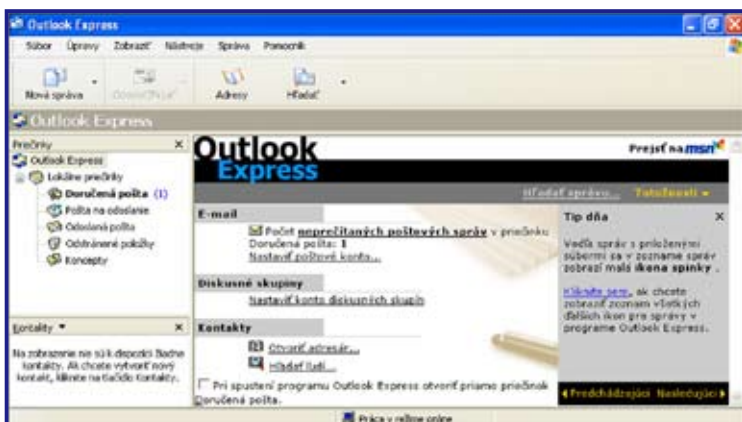 Outlook Express
Súbor Úpravy Zobraziť Nástroje Správa Pomocník
Nová správa Adresy Hľadať
Outlook Express
Priečinky ×
Outlook Express
Lokálne priečinky
Doručená pošta (1)
Pošta na odoslanie
Odoslaná pošta
Odstránené položky
Koncepty
Kontakty ×
Na zobrazenie nie sú k dispozícii žiadne
kontakty. Ak chcete vytvoriť nový
kontakt, kliknite na tlačidlo Kontakty.
Outlook
Express
Prejsť na msn
Hľadať správu... Totožnosti
E-mail
Počet neprečítaných poštových správ v priečinku
Doručená pošta: 1
Nastaviť poštové konto...
Diskusné skupiny
Nastaviť konto diskusných skupín
Kontakty
Otvoriť adresár...
Hľadať ľudí...
Pri spustení programu Outlook Express otvoriť priamo priečinok
Doručená pošta.
Tip dňa ×
Vedľa správ s priloženými
súbormi sa v zozname správ
zobrazí malá ikona spinky .
Kliknite sem, ak chcete
zobraziť zoznam všetkých
ďalších ikon pre správy v
programe Outlook Express.
Predchádzajúci Nasledujúci
Práca v režime online